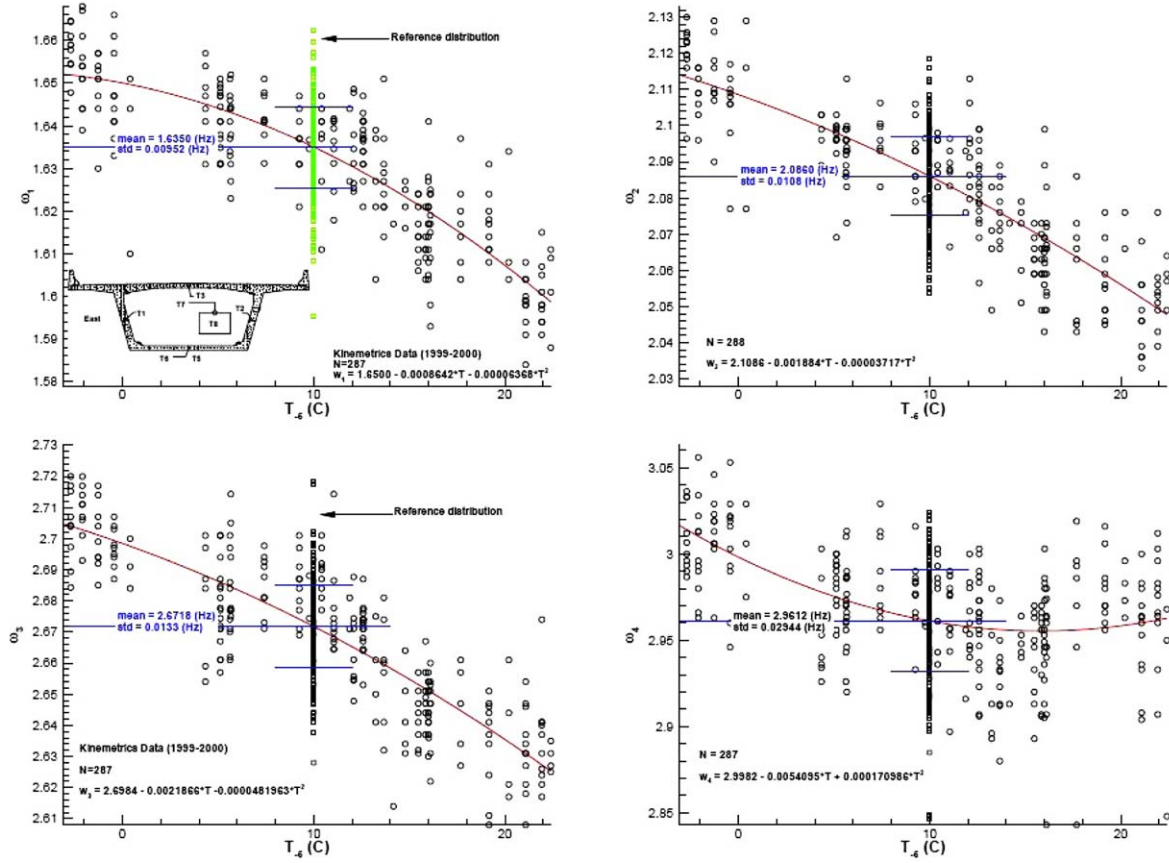 1.66
1.65
1.64
1.63
1.62
1.61
1.6
1.59
1.58
ω1
Reference distribution
mean = 1.6350 (Hz)
std = 0.00952 (Hz)
East
T1
T2
T3
T7
T8
T6
T5
Kinemetrics Data (1999-2000)
N=287
w1 = 1.6500 - 0.0008642*T - 0.00006368*T²
0
10
20
T-6 (C)
2.13
2.12
2.11
2.1
2.09
2.08
2.07
2.06
2.05
2.04
2.03
ω2
mean = 2.0860 (Hz)
std = 0.0108 (Hz)
N = 288
w2 = 2.1086 - 0.001884*T - 0.00003717*T²
0
10
20
T-6 (C)
2.73
2.72
2.71
2.7
2.69
2.68
2.67
2.66
2.65
2.64
2.63
2.62
2.61
ω3
Reference distribution
mean = 2.6718 (Hz)
std = 0.0133 (Hz)
Kinemetrics Data (1999-2000)
N=287
w3 = 2.6984 - 0.0021866*T -0.0000481963*T²
0
10
20
T-6 (C)
3.05
3
2.95
2.9
2.85
ω4
mean = 2.9612 (Hz)
std = 0.02944 (Hz)
N = 287
w4 = 2.9982 - 0.0054095*T + 0.000170986*T²
0
10
20
T-6 (C)